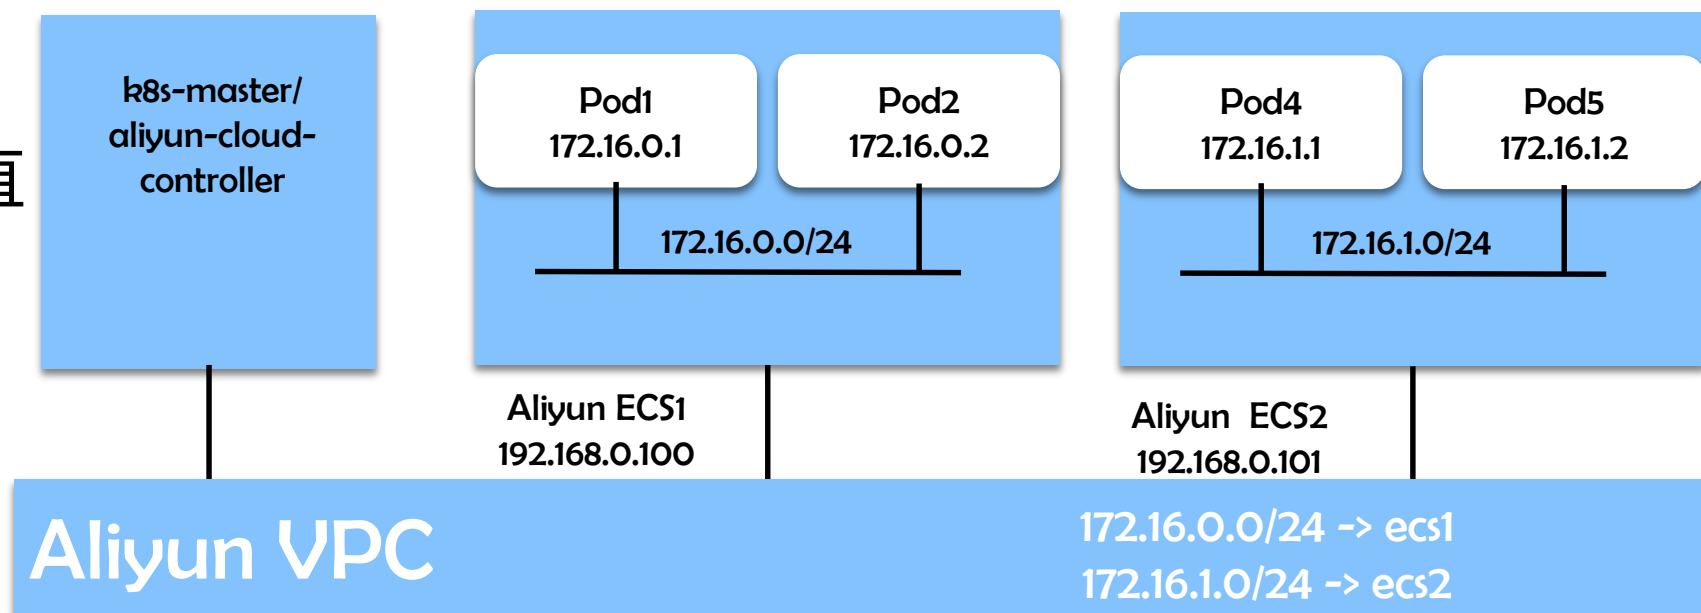 k8s-master/
aliyun-cloud-
controller
Pod1
172.16.0.1
Pod2
172.16.0.2
172.16.0.0/24
Pod4
172.16.1.1
Pod5
172.16.1.2
172.16.1.0/24
Aliyun ECS1
192.168.0.100
Aliyun ECS2
192.168.0.101
Aliyun VPC
172.16.0.0/24 -> ecs1
172.16.1.0/24 -> ecs2